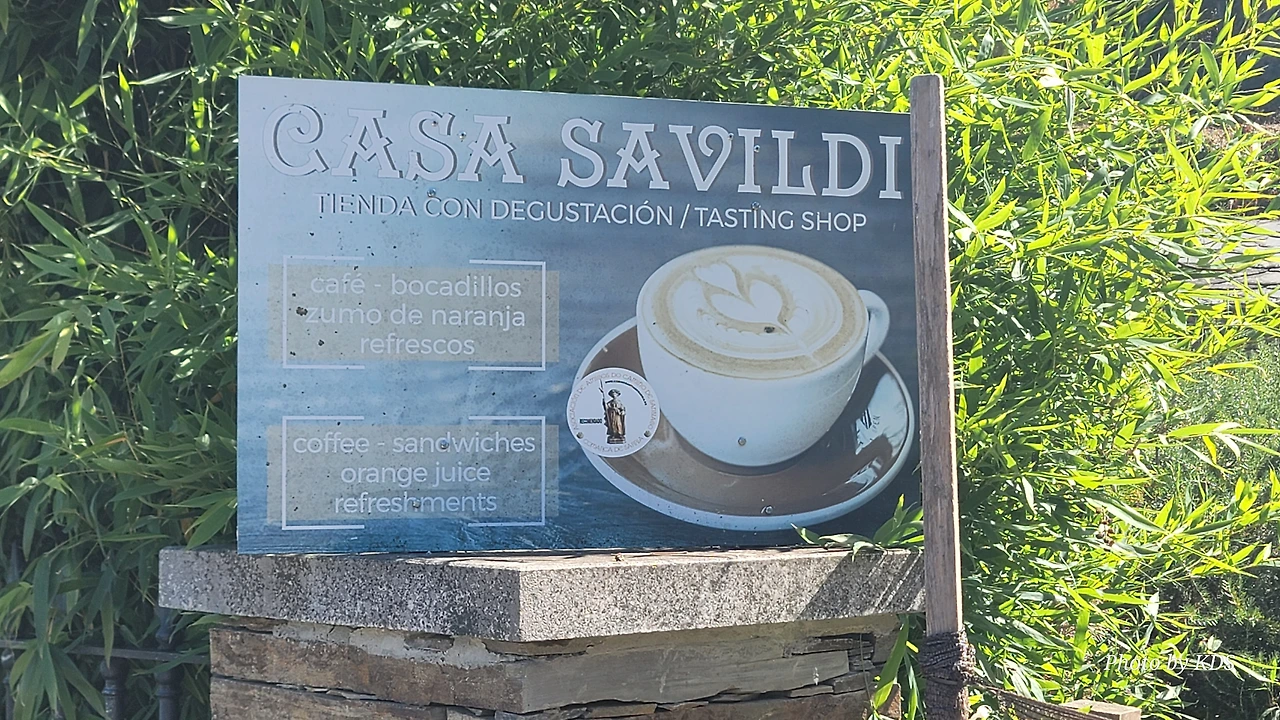 CASA SAVILDI
TIENDA CON DEGUSTACIÓN / TASTING SHOP
café - bocadillos
zumo de naranja
refrescos
RECOMENDADO
coffee - sandwiches
orange juice
refreshments
Photo by KDS